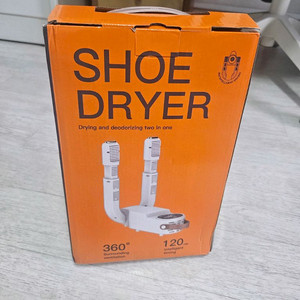 SHOE
DRYER
Drying and deodorizing two in one
360°
120